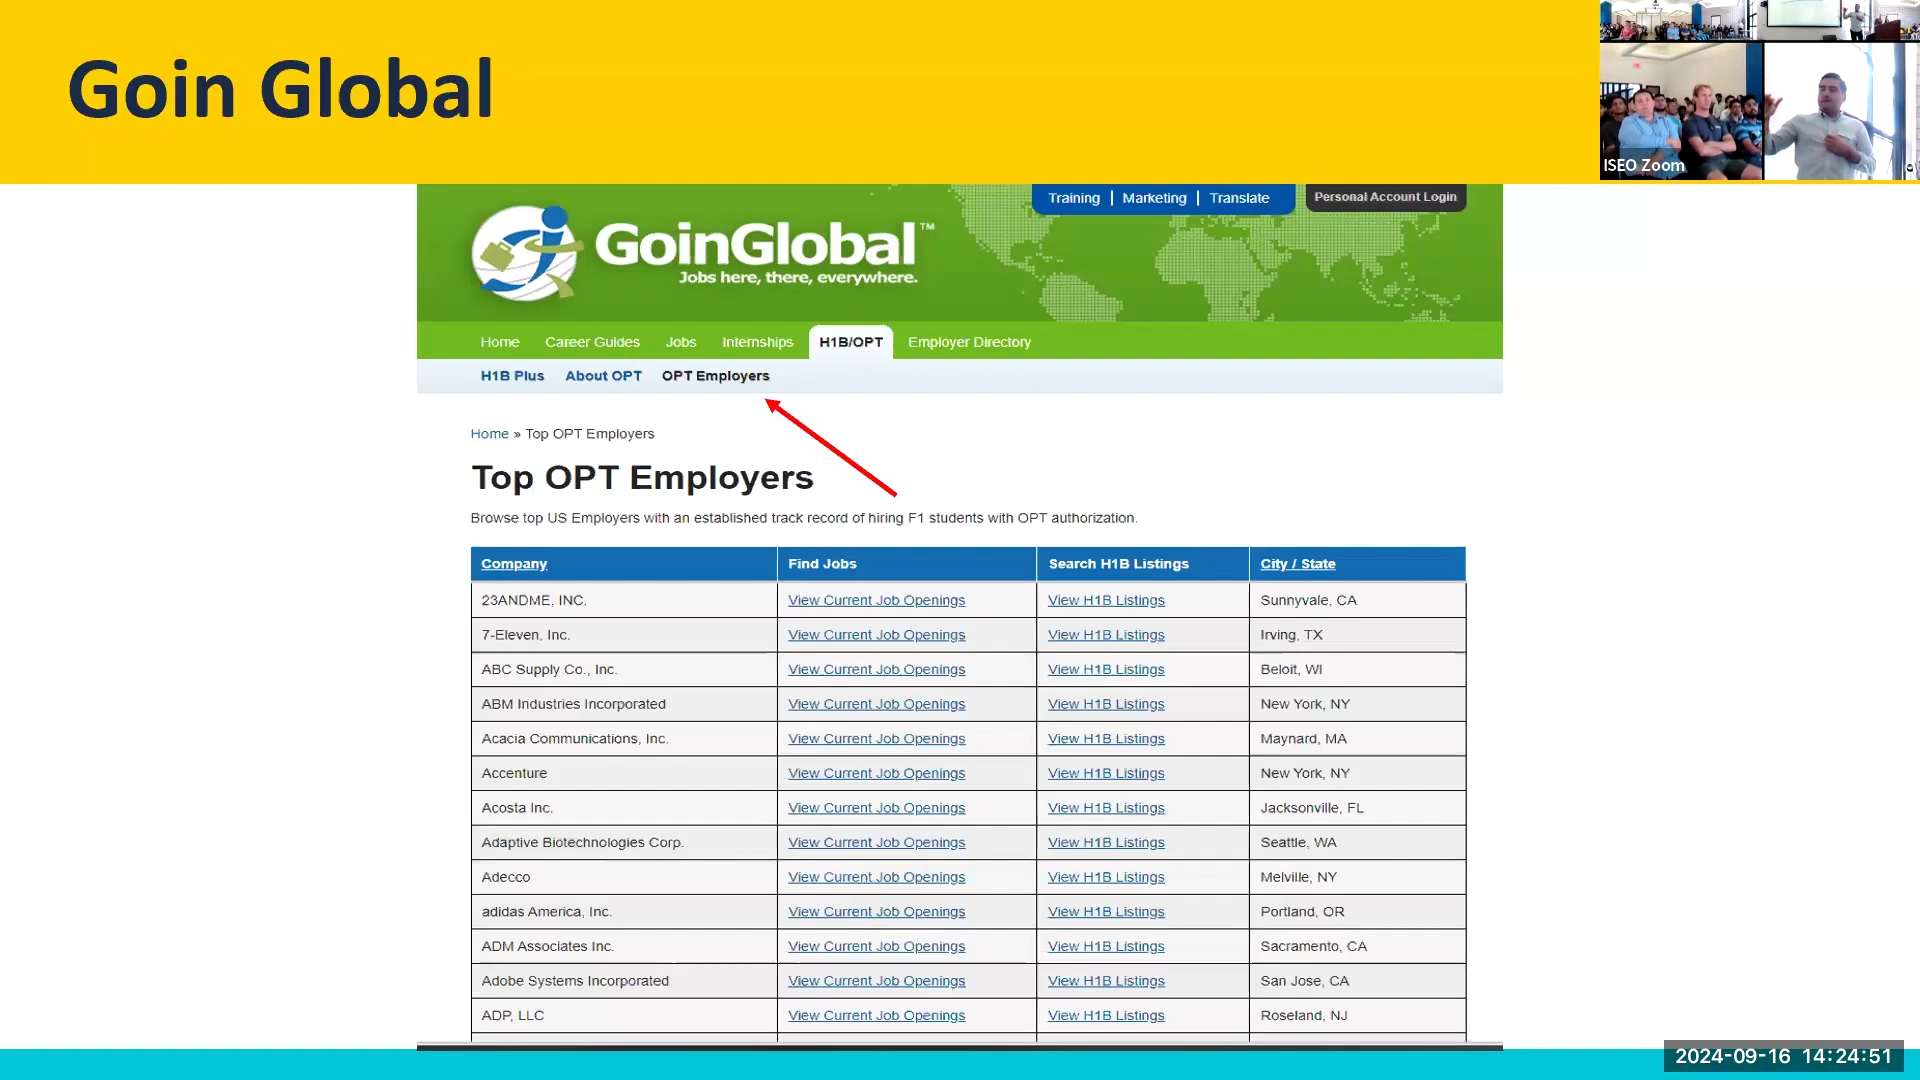 Goin Global
ISEO Zoom
Training | Marketing | Translate
Personal Account Login
GoinGlobal™
Jobs here, there, everywhere.
Home Career Guides Jobs Internships H1B/OPT Employer Directory
H1B Plus About OPT OPT Employers
Home » Top OPT Employers
Top OPT Employers
Browse top US Employers with an established track record of hiring F1 students with OPT authorization.
Company Find Jobs Search H1B Listings City / State
23ANDME, INC. View Current Job Openings View H1B Listings Sunnyvale, CA
7-Eleven, Inc. View Current Job Openings View H1B Listings Irving, TX
ABC Supply Co., Inc. View Current Job Openings View H1B Listings Beloit, WI
ABM Industries Incorporated View Current Job Openings View H1B Listings New York, NY
Acacia Communications, Inc. View Current Job Openings View H1B Listings Maynard, MA
Accenture View Current Job Openings View H1B Listings New York, NY
Acosta Inc. View Current Job Openings View H1B Listings Jacksonville, FL
Adaptive Biotechnologies Corp. View Current Job Openings View H1B Listings Seattle, WA
Adecco View Current Job Openings View H1B Listings Melville, NY
adidas America, Inc. View Current Job Openings View H1B Listings Portland, OR
ADM Associates Inc. View Current Job Openings View H1B Listings Sacramento, CA
Adobe Systems Incorporated View Current Job Openings View H1B Listings San Jose, CA
ADP, LLC View Current Job Openings View H1B Listings Roseland, NJ
2024-09-16 14:24:51